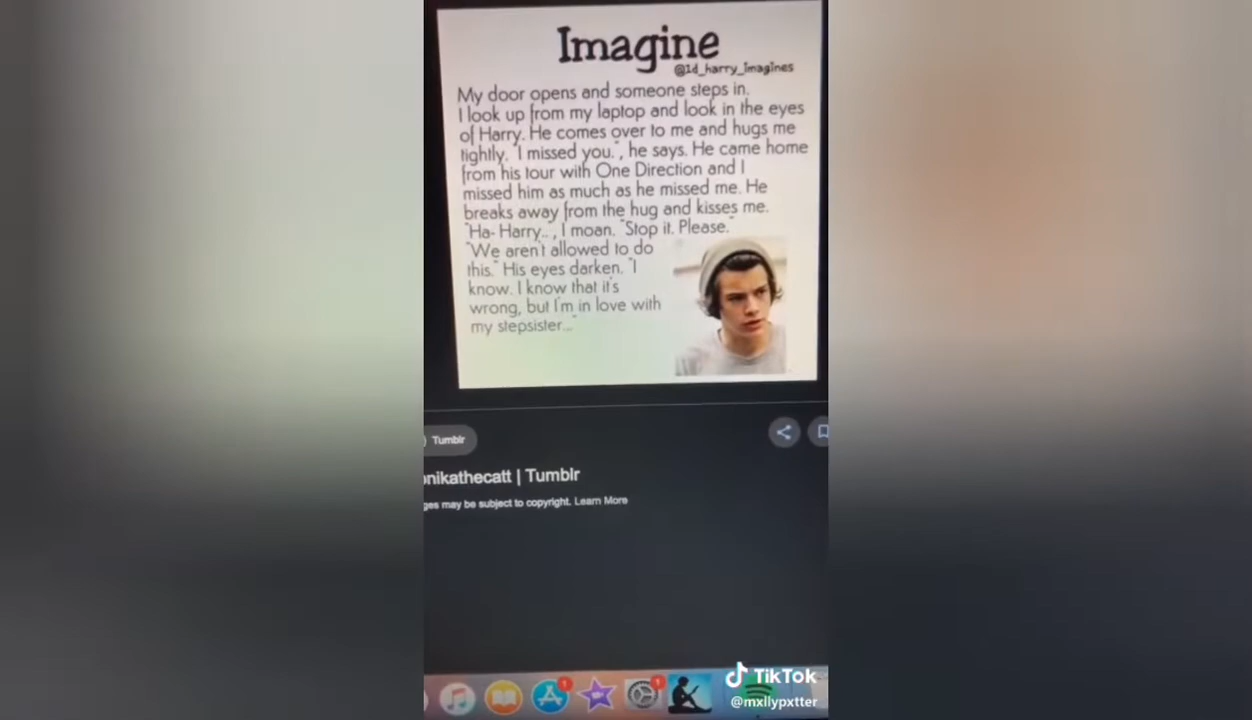 Imagine
@1d_harry_imagines
My door opens and someone steps in.
I look up from my laptop and look in the eyes
of Harry. He comes over to me and hugs me
tightly. "I missed you.", he says. He came home
from his tour with One Direction and I
missed him as much as he missed me. He
breaks away from the hug and kisses me.
"Ha- Harry..", I moan. "Stop it. Please."
"We aren't allowed to do
this." His eyes darken. "I
know. I know that it's
wrong, but I'm in love with
my stepsister..."
Tumblr
onikathecatt | Tumblr
ges may be subject to copyright. Learn More
1
1
TikTok
@mxllypxtter